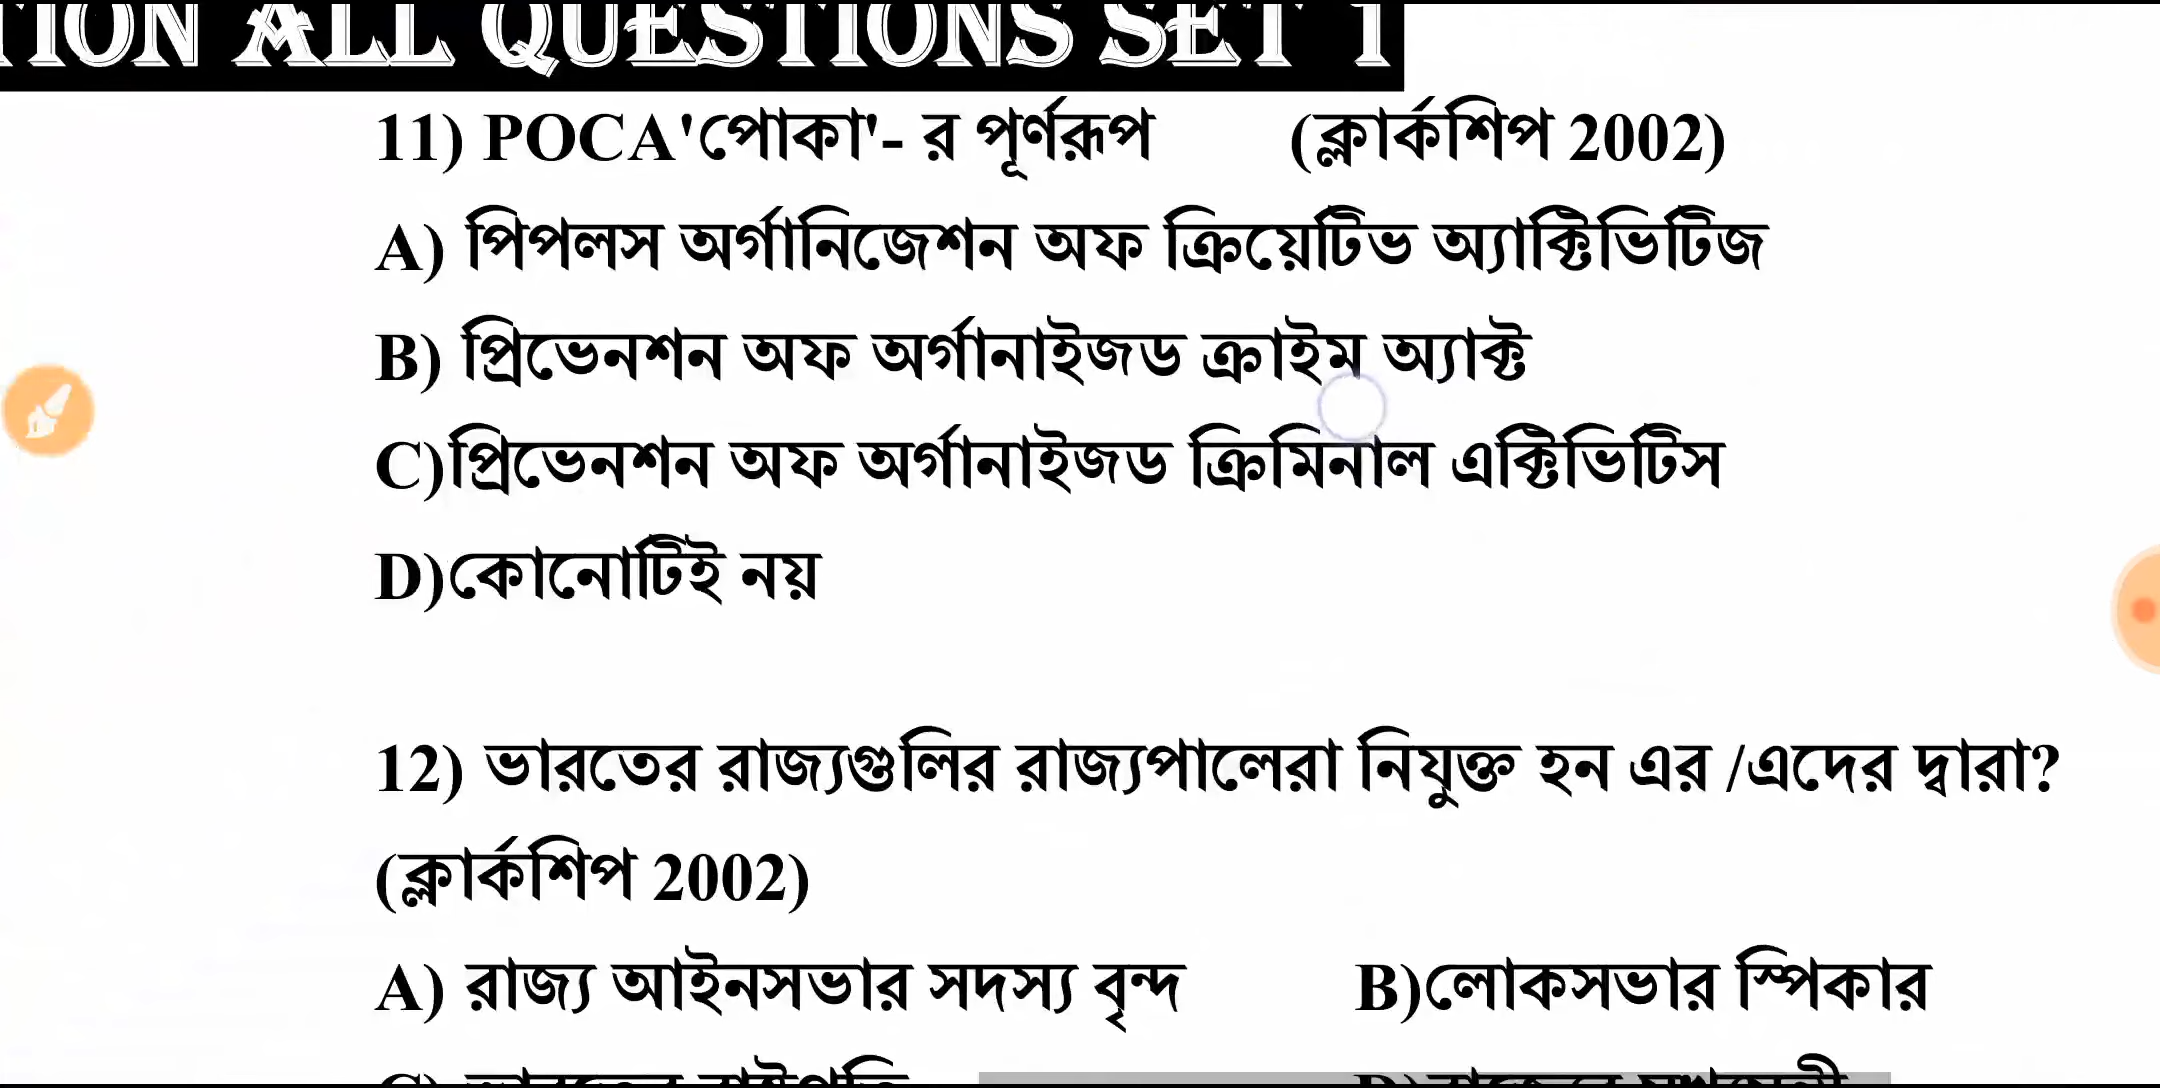 TION ALL QUESTIONS SET 1
11) POCA'পোকা'- র পূর্ণরূপ (ক্লার্কশিপ 2002)
A) পিপলস অর্গানিজেশন অফ ক্রিয়েটিভ অ্যাক্টিভিটিজ
B) প্রিভেনশন অফ অর্গানাইজড ক্রাইম অ্যাক্ট
C)প্রিভেনশন অফ অর্গানাইজড ক্রিমিনাল এক্টিভিটিস
D)কোনোটিই নয়
12) ভারতের রাজ্যগুলির রাজ্যপালেরা নিযুক্ত হন এর /এদের দ্বারা?
(ক্লার্কশিপ 2002)
A) রাজ্য আইনসভার সদস্য বৃন্দ B)লোকসভার স্পিকার